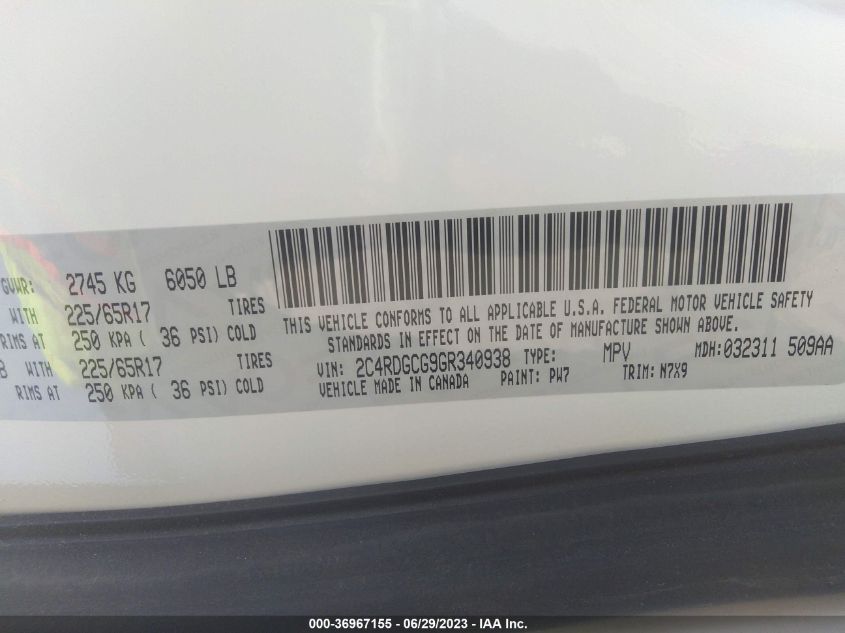 GVWR: 2745 KG 6050 LB
WITH 225/65R17 TIRES
RIMS AT 250 KPA ( 36 PSI) COLD
WITH 225/65R17 TIRES
RIMS AT 250 KPA ( 36 PSI) COLD
THIS VEHICLE CONFORMS TO ALL APPLICABLE U.S.A. FEDERAL MOTOR VEHICLE SAFETY
STANDARDS IN EFFECT ON THE DATE OF MANUFACTURE SHOWN ABOVE.
VIN: 2C4RDGCG9GR340938 TYPE: MPV MDH: 032311 509AA
VEHICLE MADE IN CANADA PAINT: PW7 TRIM: N7X9
000-36967155 - 06/29/2023 - IAA Inc.